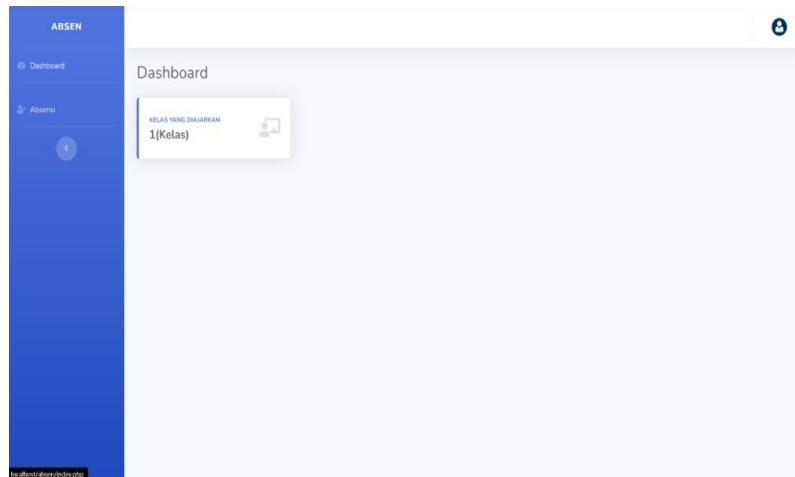 ABSEN
Dashboard
Absensi
Dashboard
KELAS YANG DIAJARKAN
1(Kelas)
localhost/absen/index.php